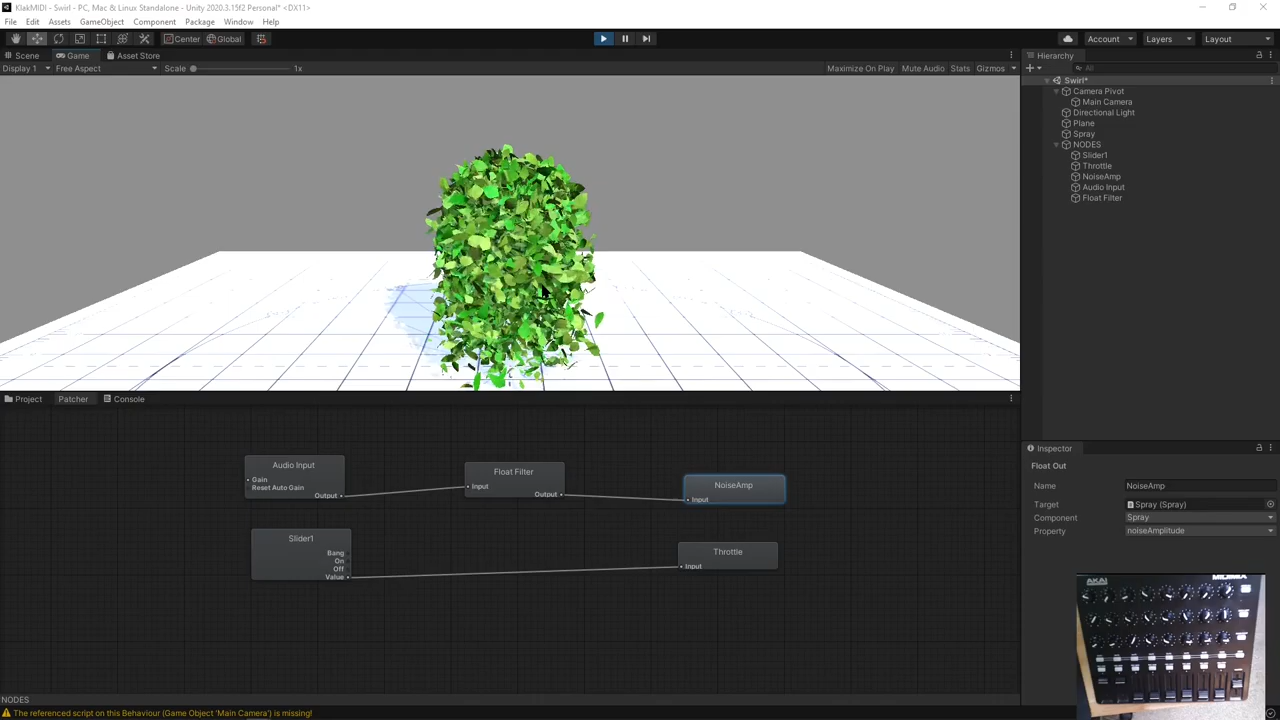 KlakMIDI - Swirl - PC, Mac & Linux Standalone - Unity 2020.3.15f2 Personal* <DX11>
File Edit Assets GameObject Component Package Window Help
Center Global Account Layers Layout
Scene Game Asset Store
Display 1 Free Aspect Scale 1x Maximize On Play Mute Audio Stats Gizmos
Hierarchy
All
Swirl*
Camera Pivot
Main Camera
Directional Light
Plane
Spray
NODES
Slider1
Throttle
NoiseAmp
Audio Input
Float Filter
Project Patcher Console
Audio Input
Gain
Reset Auto Gain
Output
Float Filter
Input
Output
NoiseAmp
Input
Slider1
Bang
On
Off
Value
Throttle
Input
Inspector
Float Out
Name NoiseAmp
Target Spray (Spray)
Component Spray
Property noiseAmplitude
AKAI
NODES
The referenced script on this Behaviour (Game Object 'Main Camera') is missing!